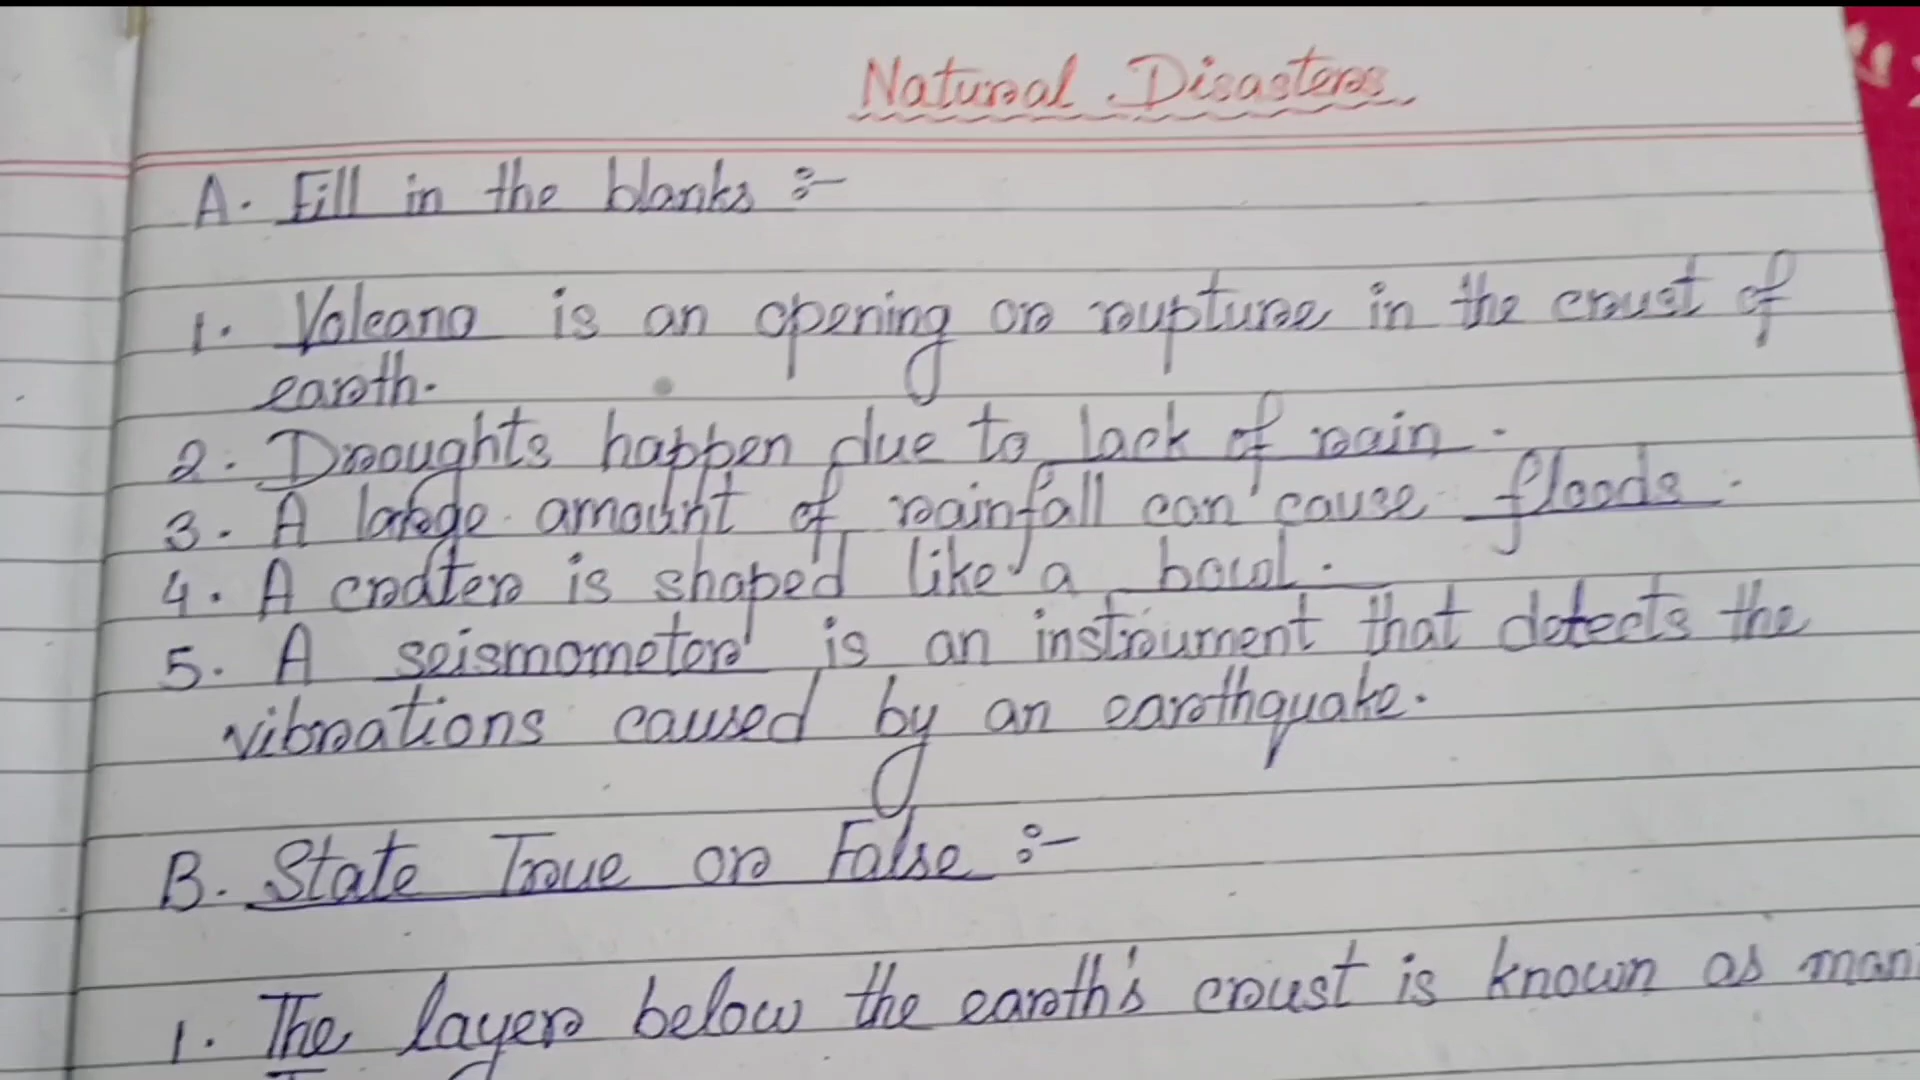 Natural Disasters
A. Fill in the blanks :-
1. Volcano is an opening or rupture in the crust of
earth.
2. Droughts happen due to lack of rain.
3. A large amount of rainfall can cause floods.
4. A crater is shaped like a bowl.
5. A seismometer is an instrument that detects the
vibrations caused by an earthquake.
B. State True or False :-
1. The layer below the earth's crust is known as man